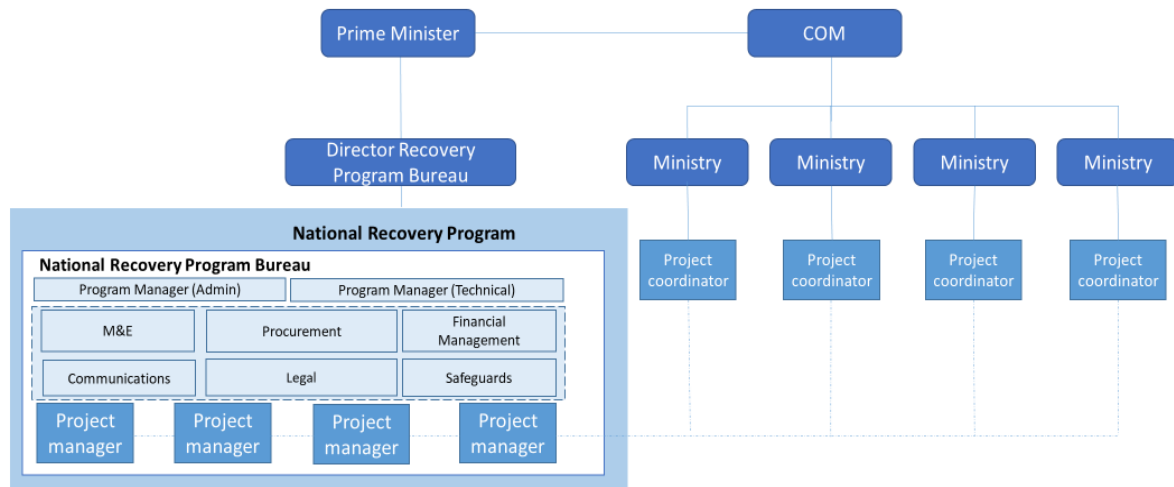 Prime Minister
COM
Director Recovery
Program Bureau
Ministry
Ministry
Ministry
Ministry
National Recovery Program
National Recovery Program Bureau
Program Manager (Admin)
Program Manager (Technical)
M&E
Procurement
Financial
Management
Communications
Legal
Safeguards
Project
manager
Project
manager
Project
manager
Project
manager
Project
coordinator
Project
coordinator
Project
coordinator
Project
coordinator